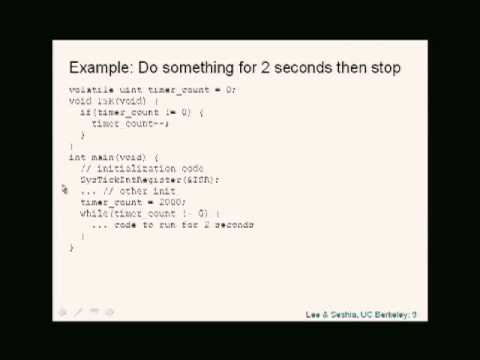 Example: Do something for 2 seconds then stop
volatile uint timer_count = 0;
void ISR(void) {
if(timer_count != 0) {
timer_count--;
}
}
int main(void) {
// initialization code
SysTickIntRegister(&ISR);
... // other init
timer_count = 2000;
while(timer_count != 0) {
... code to run for 2 seconds
}
}
Lee & Seshia, UC Berkeley: 9